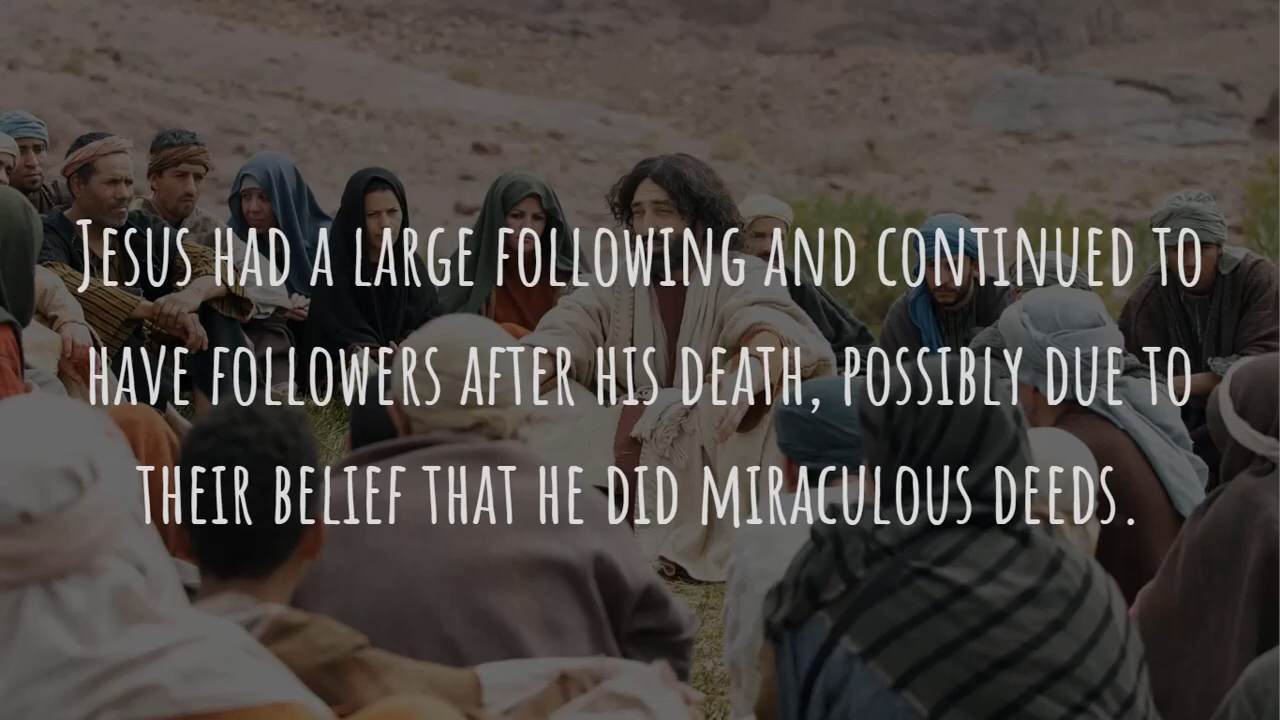 Jesus had a large following and continued to
have followers after his death, possibly due to
their belief that he did miraculous deeds.